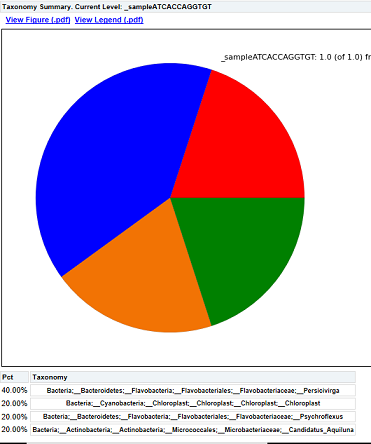 Taxonomy Summary. Current Level: _sampleATCACCAGGTGT
View Figure (.pdf) View Legend (.pdf)
_sampleATCACCAGGTGT: 1.0 (of 1.0) fr
Pct Taxonomy
40.00% Bacteria;__Bacteroidetes;__Flavobacteria;__Flavobacteriales;__Flavobacteriaceae;__Persicivirga
20.00% Bacteria;__Cyanobacteria;__Chloroplast;__Chloroplast;__Chloroplast;__Chloroplast
20.00% Bacteria;__Bacteroidetes;__Flavobacteria;__Flavobacteriales;__Flavobacteriaceae;__Psychroflexus
20.00% Bacteria;__Actinobacteria;__Actinobacteria;__Micrococcales;__Microbacteriaceae;__Candidatus_Aquiluna